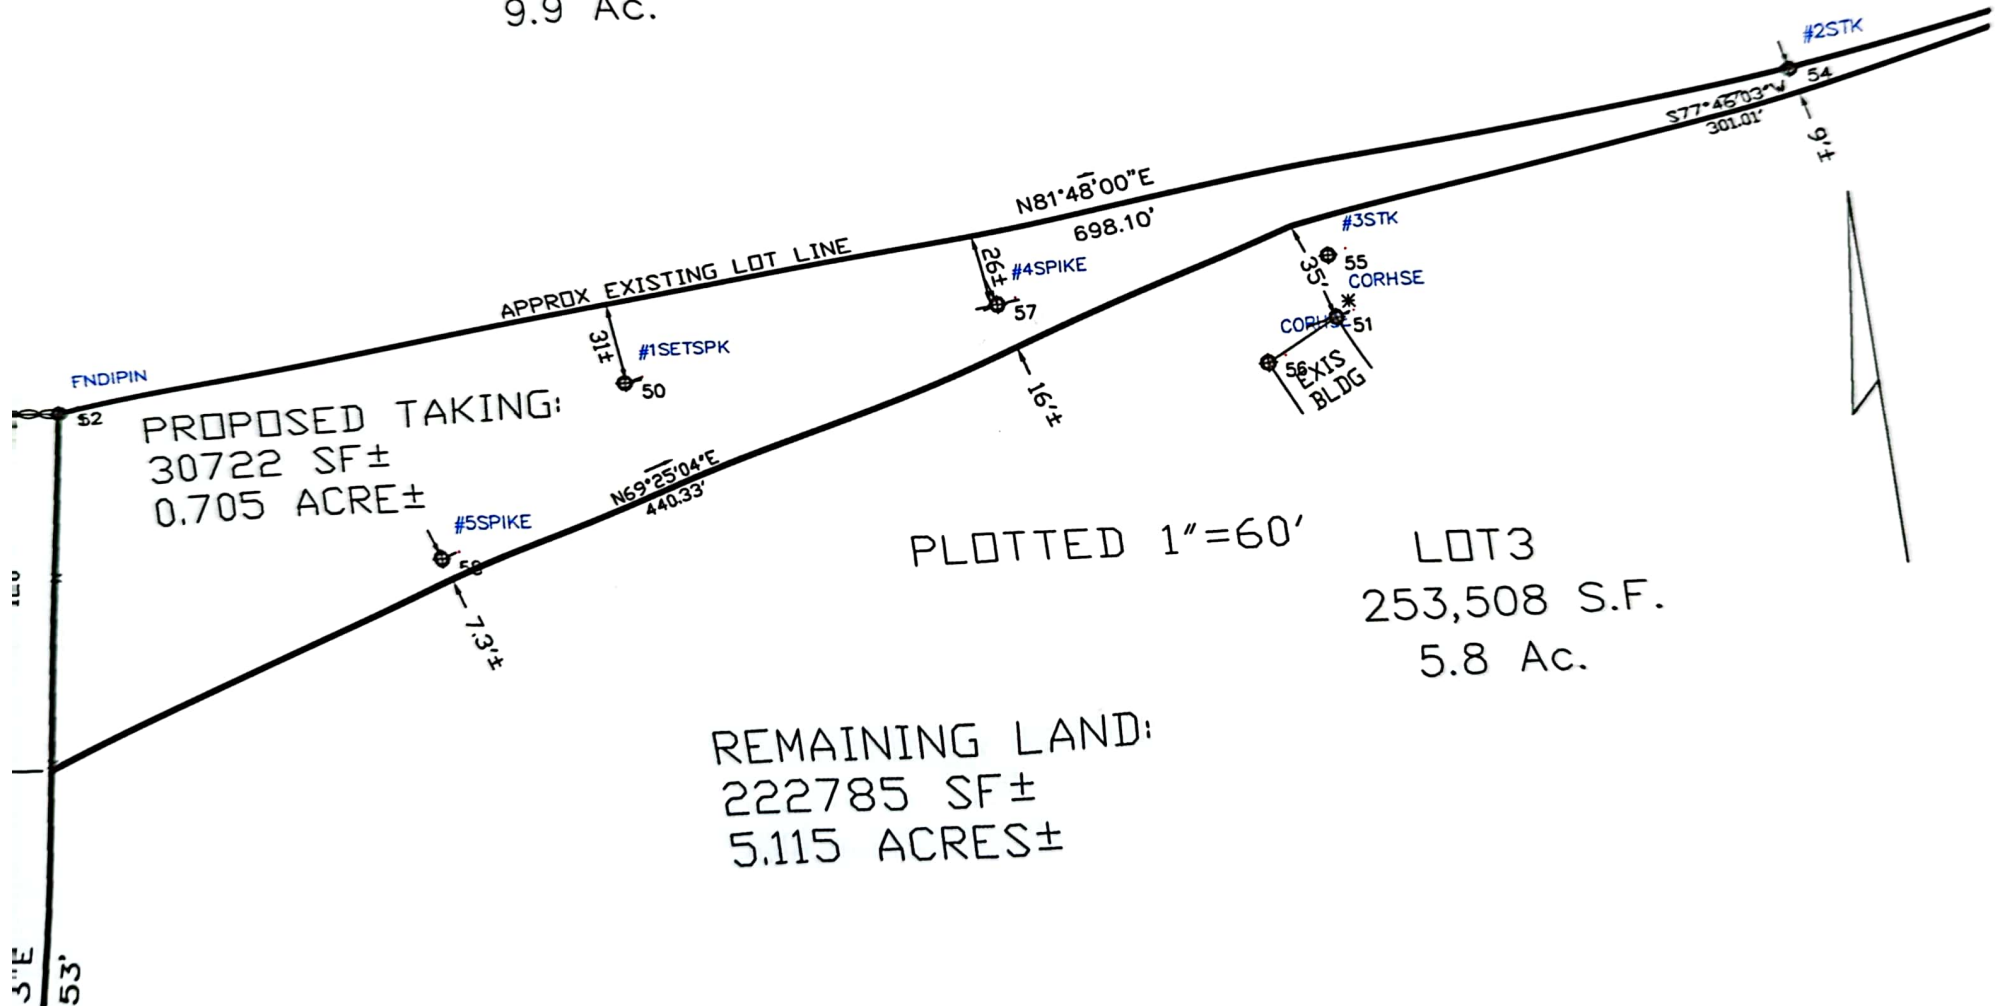 9.9 Ac.
#2STK
54
S77°46'03"W
301.01'
9'±
N81°48'00"E
698.10'
APPROX EXISTING LOT LINE
#3STK
55
35'
CORHSE
51
56
EXIS
BLDG
26±
#4SPIKE
57
31±
#1SETSPK
50
FNDIPIN
52
PROPOSED TAKING:
30722 SF±
0.705 ACRE±
16'±
N69°25'04"E
440.33'
#5SPIKE
7.3'±
PLOTTED 1"=60'
LOT3
253,508 S.F.
5.8 Ac.
REMAINING LAND:
222785 SF±
5.115 ACRES±
3"E
53'